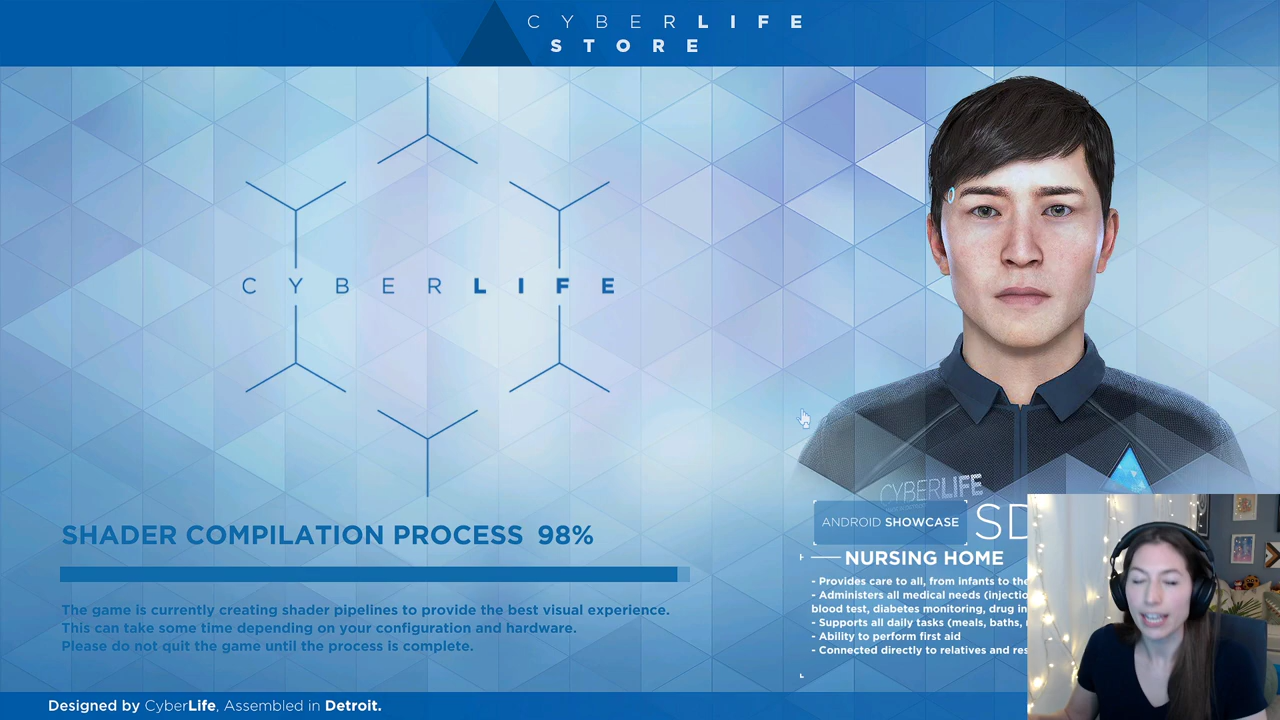 CYBERLIFE
STORE
CYBERLIFE
SHADER COMPILATION PROCESS 98%
The game is currently creating shader pipelines to provide the best visual experience.
This can take some time depending on your configuration and hardware.
Please do not quit the game until the process is complete.
CYBERLIFE
ANDROID SHOWCASE
SD
NURSING HOME
- Provides care to all, from infants to the
- Administers all medical needs
blood test, diabetes monitoring, drug
- Supports all daily tasks (meals, baths,
- Ability to perform first aid
- Connected directly to relatives and
Designed by CyberLife, Assembled in Detroit.